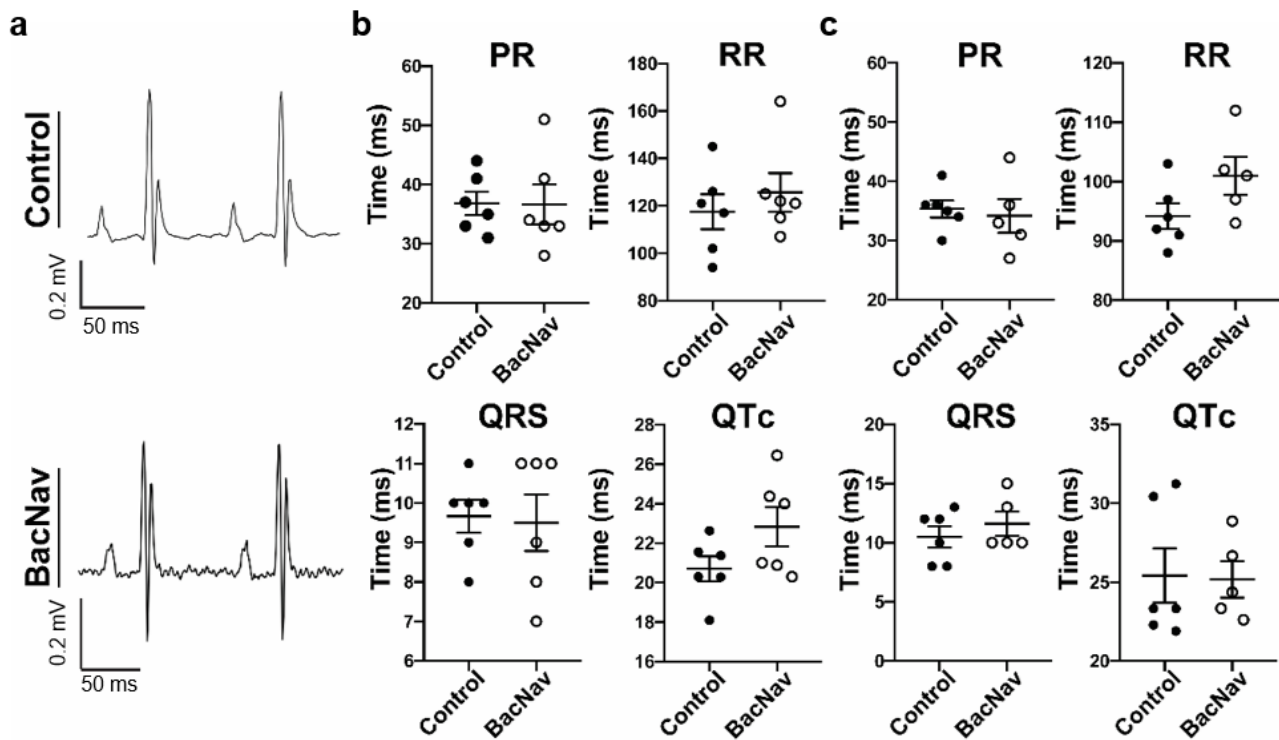 a
Control
0.2 mV
50 ms
BacNav
0.2 mV
50 ms
b
PR
Time (ms)
60
50
40
30
20
Control
BacNav
RR
Time (ms)
180
160
140
120
100
80
Control
BacNav
QRS
Time (ms)
12
11
10
9
8
7
6
Control
BacNav
QTc
Time (ms)
28
26
24
22
20
18
16
Control
BacNav
c
PR
Time (ms)
60
50
40
30
20
Control
BacNav
RR
Time (ms)
120
110
100
90
80
Control
BacNav
QRS
Time (ms)
20
15
10
5
0
Control
BacNav
QTc
Time (ms)
35
30
25
20
Control
BacNav